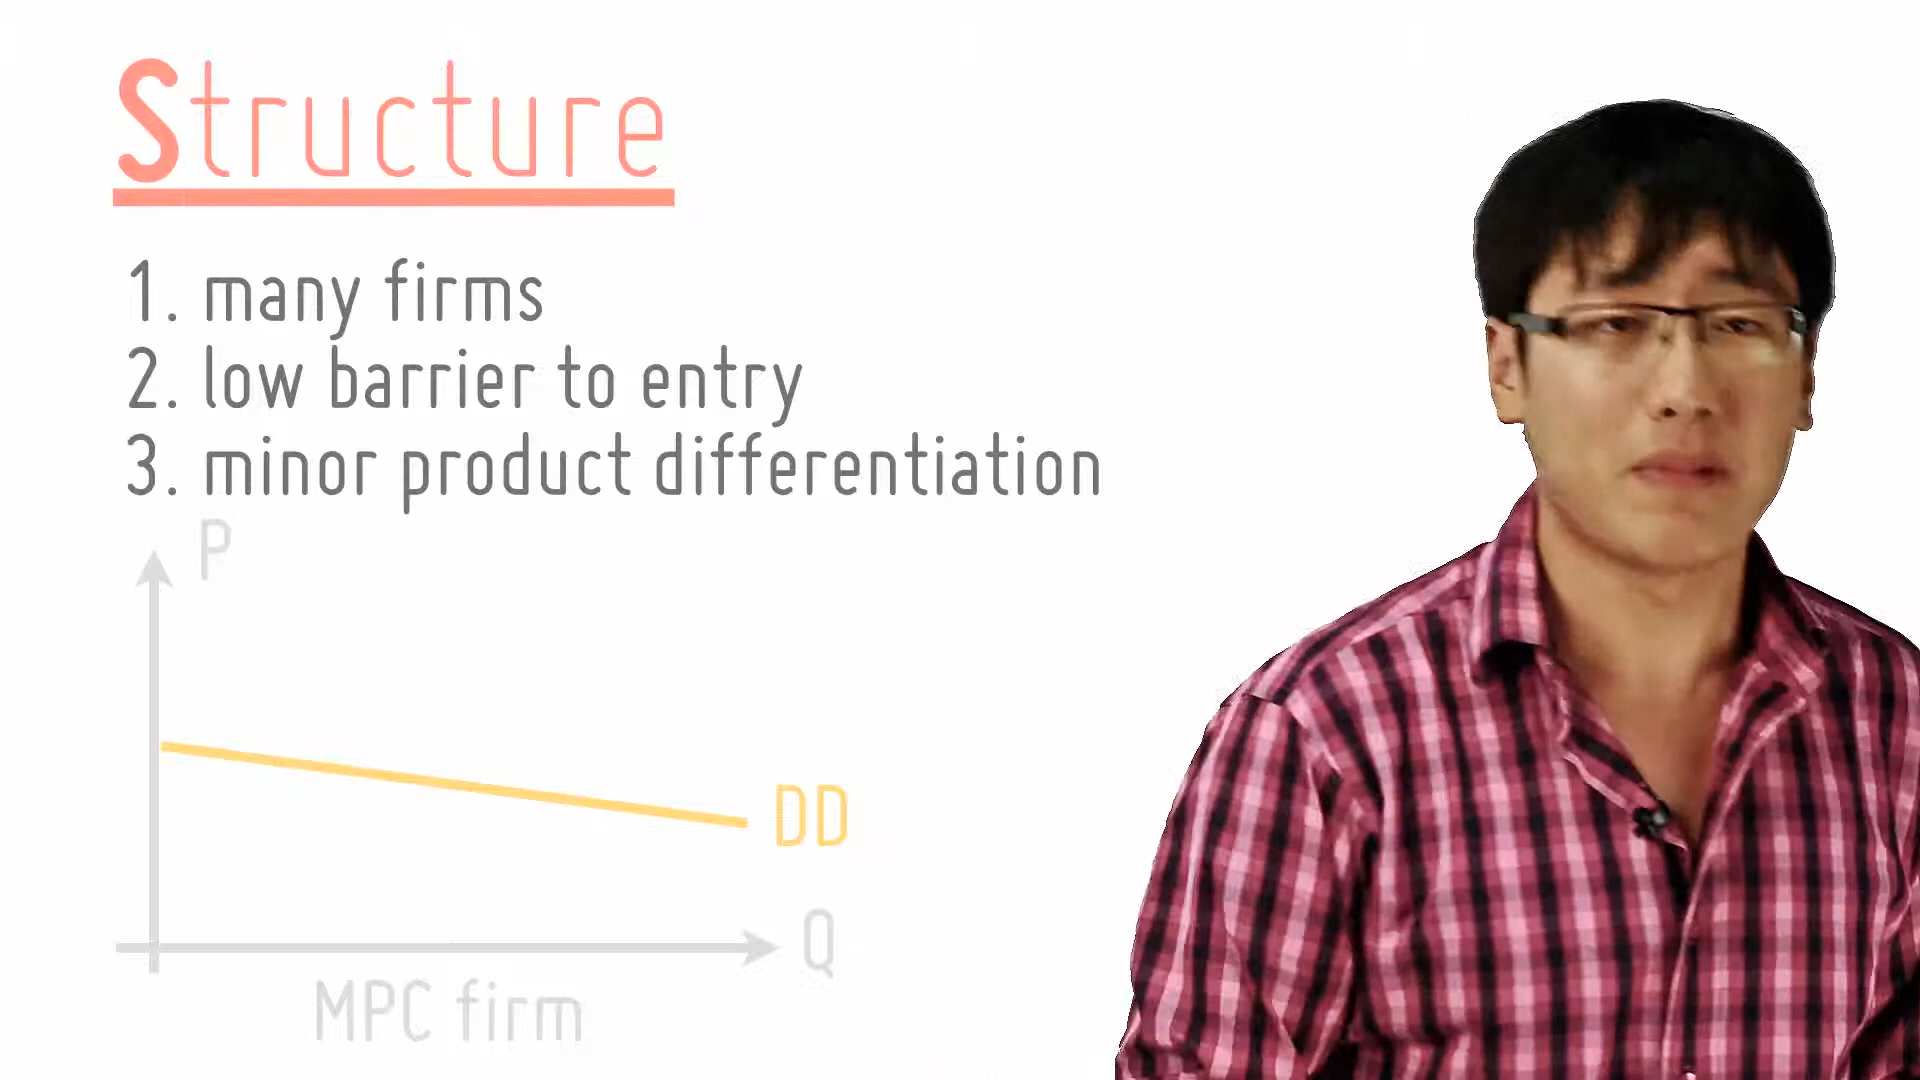 Structure
1. many firms
2. low barrier to entry
3. minor product differentiation
P
DD
Q
MPC firm